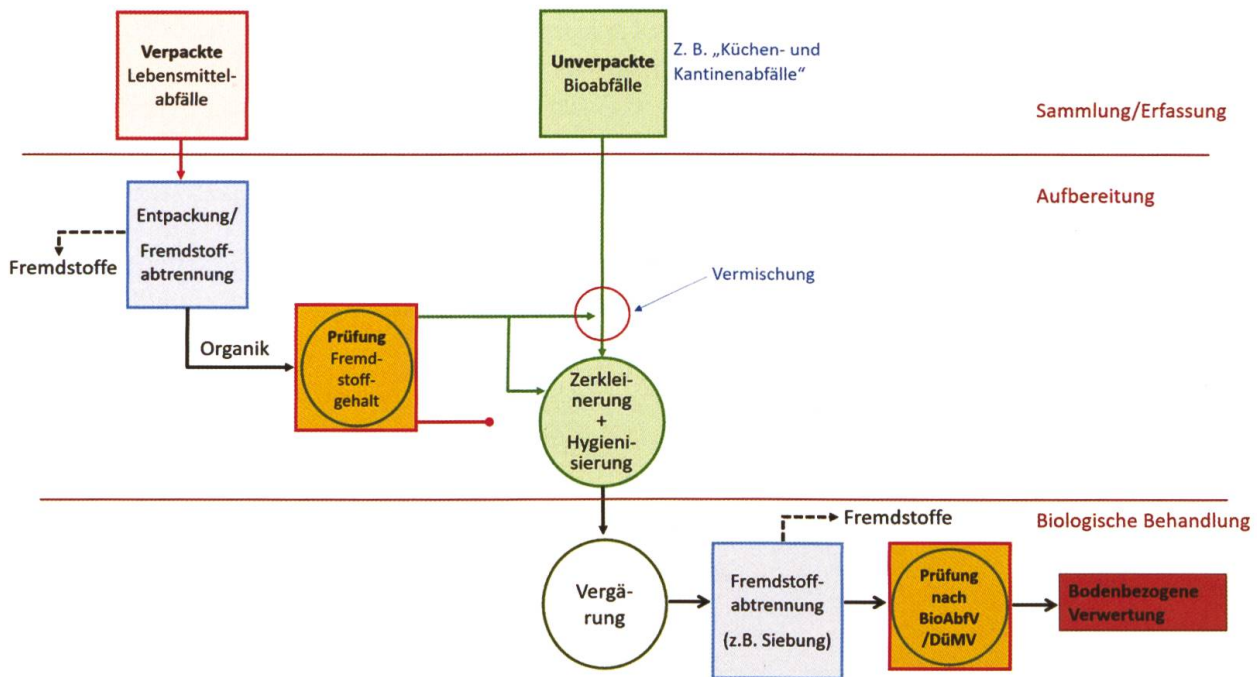 Verpackte
Lebensmittel-
abfälle
Unverpackte
Bioabfälle
Z. B. „Küchen- und
Kantinenabfälle“
Sammlung/Erfassung
Aufbereitung
Entpackung/
Fremdstoff-
abtrennung
Fremdstoffe
Vermischung
Organik
Prüfung
Fremd-
stoff-
gehalt
Zerklei-
nerung
+
Hygieni-
sierung
Biologische Behandlung
Fremdstoffe
Vergä-
rung
Fremdstoff-
abtrennung
(z.B. Siebung)
Prüfung
nach
BioAbfV
/DüMV
Bodenbezogene
Verwertung